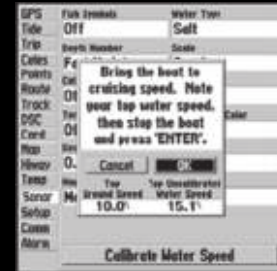 GPS
Tide
Trip
Celes
Points
Route
Track
DSC
Card
Map
Hiway
Temp
Sonar
Setup
Comm
Alarm
Fish Symbols
Off
Water Type
Salt
Depth Number
Scale
Bring the boat to
cruising speed. Note
your top water speed,
then stop the boat
and press 'ENTER'.
Cancel
OK
Top
Ground Speed
10.0
Top Uncalibrated
Water Speed
15.1
Color
Calibrate Water Speed